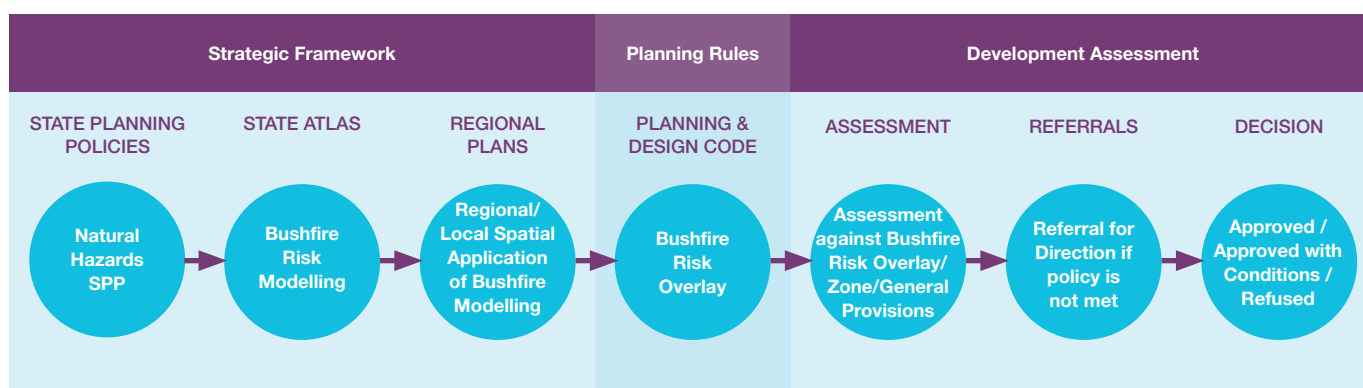 Strategic Framework
Planning Rules
Development Assessment
STATE PLANNING
POLICIES
STATE ATLAS
REGIONAL
PLANS
PLANNING &
DESIGN CODE
ASSESSMENT
REFERRALS
DECISION
Natural
Hazards
SPP
Bushfire
Risk
Modelling
Regional/
Local Spatial
Application
of Bushfire
Modelling
Bushfire
Risk
Overlay
Assessment
against Bushfire
Risk Overlay/
Zone/General
Provisions
Referral for
Direction if
policy is
not met
Approved /
Approved with
Conditions /
Refused